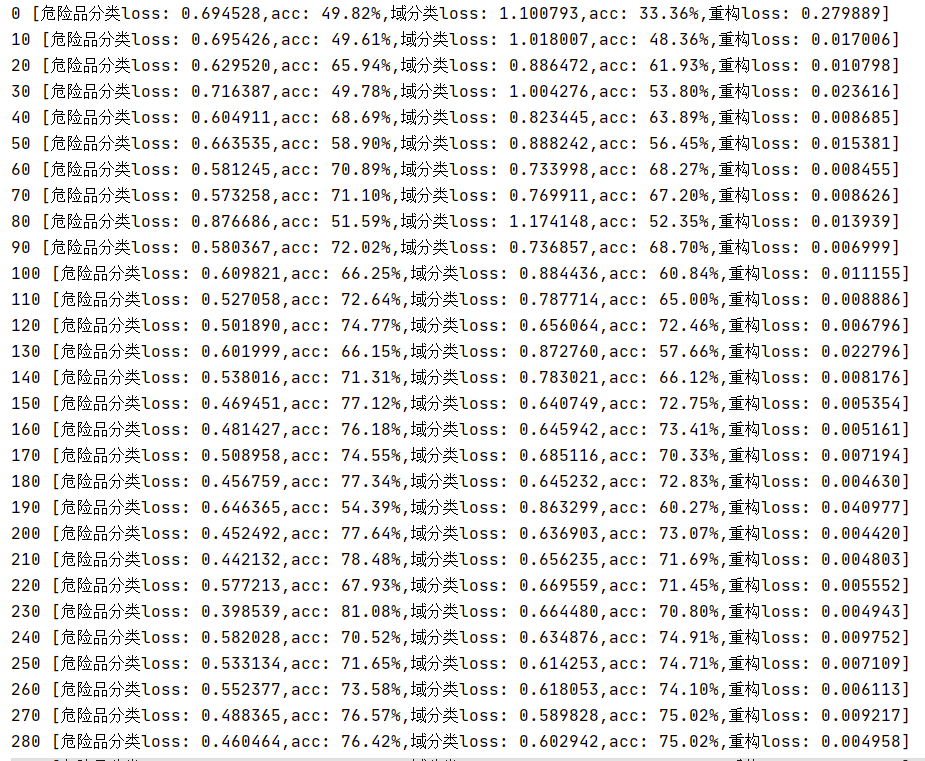 0 [危险品分类loss: 0.694528,acc: 49.82%,域分类loss: 1.100793,acc: 33.36%,重构loss: 0.279889]
10 [危险品分类loss: 0.695426,acc: 49.61%,域分类loss: 1.018007,acc: 48.36%,重构loss: 0.017006]
20 [危险品分类loss: 0.629520,acc: 65.94%,域分类loss: 0.886472,acc: 61.93%,重构loss: 0.010798]
30 [危险品分类loss: 0.716387,acc: 49.78%,域分类loss: 1.004276,acc: 53.80%,重构loss: 0.023616]
40 [危险品分类loss: 0.604911,acc: 68.69%,域分类loss: 0.823445,acc: 63.89%,重构loss: 0.008685]
50 [危险品分类loss: 0.663535,acc: 58.90%,域分类loss: 0.888242,acc: 56.45%,重构loss: 0.015381]
60 [危险品分类loss: 0.581245,acc: 70.89%,域分类loss: 0.733998,acc: 68.27%,重构loss: 0.008455]
70 [危险品分类loss: 0.573258,acc: 71.10%,域分类loss: 0.769911,acc: 67.20%,重构loss: 0.008626]
80 [危险品分类loss: 0.876686,acc: 51.59%,域分类loss: 1.174148,acc: 52.35%,重构loss: 0.013939]
90 [危险品分类loss: 0.580367,acc: 72.02%,域分类loss: 0.736857,acc: 68.70%,重构loss: 0.006999]
100 [危险品分类loss: 0.609821,acc: 66.25%,域分类loss: 0.884436,acc: 60.84%,重构loss: 0.011155]
110 [危险品分类loss: 0.527058,acc: 72.64%,域分类loss: 0.787714,acc: 65.00%,重构loss: 0.008886]
120 [危险品分类loss: 0.501890,acc: 74.77%,域分类loss: 0.656064,acc: 72.46%,重构loss: 0.006796]
130 [危险品分类loss: 0.601999,acc: 66.15%,域分类loss: 0.872760,acc: 57.66%,重构loss: 0.022796]
140 [危险品分类loss: 0.538016,acc: 71.31%,域分类loss: 0.783021,acc: 66.12%,重构loss: 0.008176]
150 [危险品分类loss: 0.469451,acc: 77.12%,域分类loss: 0.640749,acc: 72.75%,重构loss: 0.005354]
160 [危险品分类loss: 0.481427,acc: 76.18%,域分类loss: 0.645942,acc: 73.41%,重构loss: 0.005161]
170 [危险品分类loss: 0.508958,acc: 74.55%,域分类loss: 0.685116,acc: 70.33%,重构loss: 0.007194]
180 [危险品分类loss: 0.456759,acc: 77.34%,域分类loss: 0.645232,acc: 72.83%,重构loss: 0.004630]
190 [危险品分类loss: 0.646365,acc: 54.39%,域分类loss: 0.863299,acc: 60.27%,重构loss: 0.040977]
200 [危险品分类loss: 0.452492,acc: 77.64%,域分类loss: 0.636903,acc: 73.07%,重构loss: 0.004420]
210 [危险品分类loss: 0.442132,acc: 78.48%,域分类loss: 0.656235,acc: 71.69%,重构loss: 0.004803]
220 [危险品分类loss: 0.577213,acc: 67.93%,域分类loss: 0.669559,acc: 71.45%,重构loss: 0.005552]
230 [危险品分类loss: 0.398539,acc: 81.08%,域分类loss: 0.664480,acc: 70.80%,重构loss: 0.004943]
240 [危险品分类loss: 0.582028,acc: 70.52%,域分类loss: 0.634876,acc: 74.91%,重构loss: 0.009752]
250 [危险品分类loss: 0.533134,acc: 71.65%,域分类loss: 0.614253,acc: 74.71%,重构loss: 0.007109]
260 [危险品分类loss: 0.552377,acc: 73.58%,域分类loss: 0.618053,acc: 74.10%,重构loss: 0.006113]
270 [危险品分类loss: 0.488365,acc: 76.57%,域分类loss: 0.589828,acc: 75.02%,重构loss: 0.009217]
280 [危险品分类loss: 0.460464,acc: 76.42%,域分类loss: 0.602942,acc: 75.02%,重构loss: 0.004958]